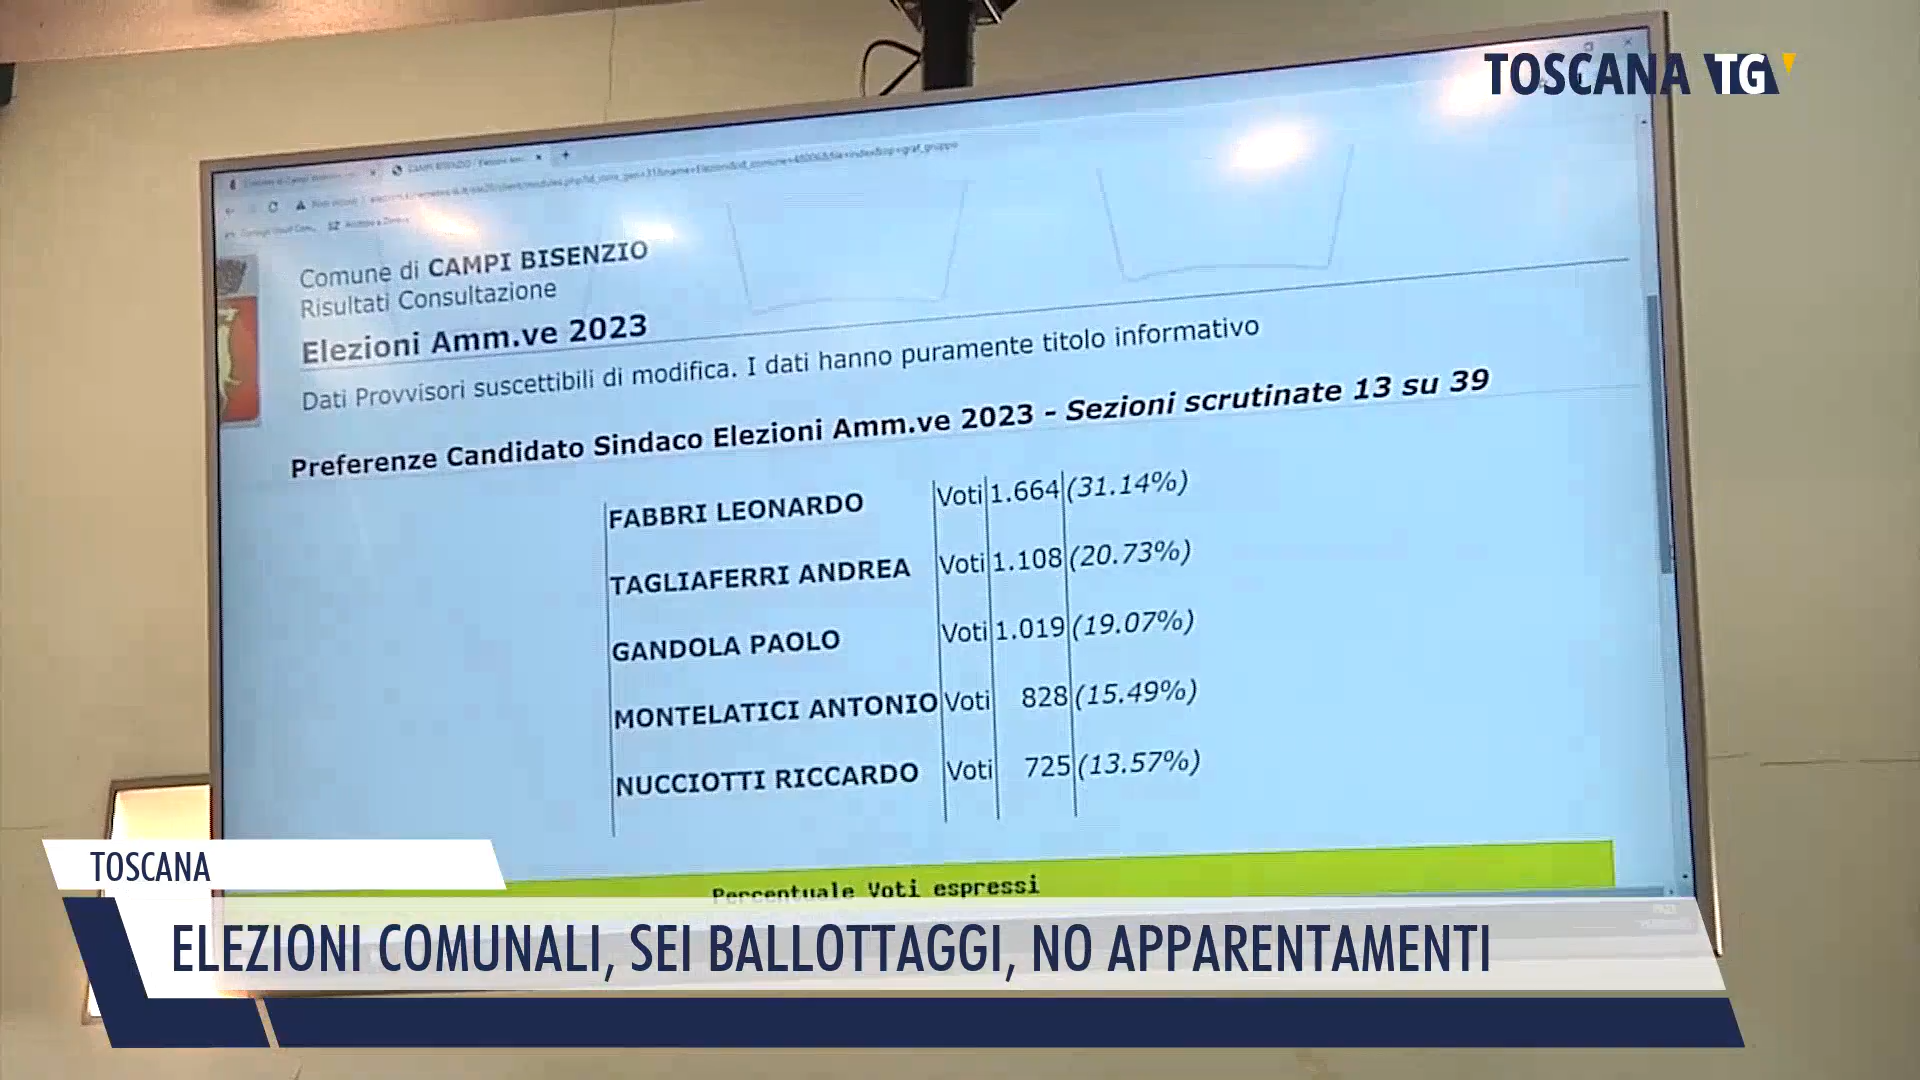 TOSCANA TG
Comune di CAMPI BISENZIO
Risultati Consultazione
Elezioni Amm.ve 2023
Dati Provvisori suscettibili di modifica. I dati hanno puramente titolo informativo
Preferenze Candidato Sindaco Elezioni Amm.ve 2023 - Sezioni scrutinate 13 su 39
FABBRI LEONARDO Voti 1.664 (31.14%)
TAGLIAFERRI ANDREA Voti 1.108 (20.73%)
GANDOLA PAOLO Voti 1.019 (19.07%)
MONTELATICI ANTONIO Voti 828 (15.49%)
NUCCIOTTI RICCARDO Voti 725 (13.57%)
Percentuale Voti espressi
TOSCANA
ELEZIONI COMUNALI, SEI BALLOTTAGGI, NO APPARENTAMENTI